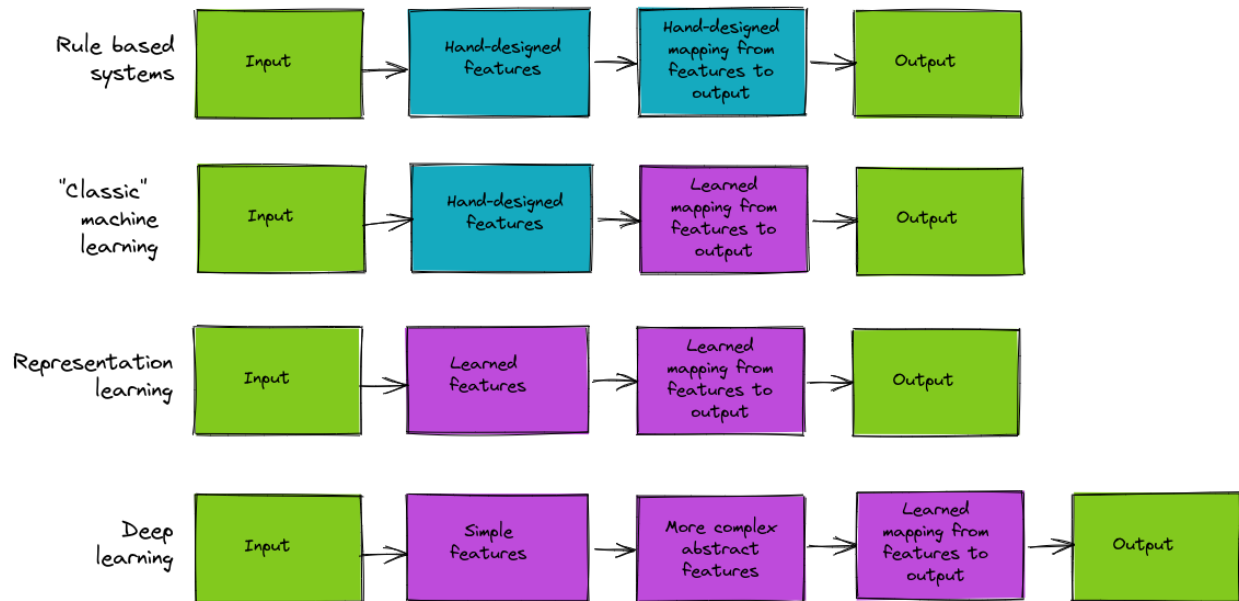 Rule based
systems
Input
Hand-designed
features
Hand-designed
mapping from
features to
output
Output
"Classic"
machine
learning
Input
Hand-designed
features
Learned
mapping from
features to
output
Output
Representation
learning
Input
Learned
features
Learned
mapping from
features to
output
Output
Deep
learning
Input
Simple
features
More complex
abstract
features
Learned
mapping from
features to
output
Output